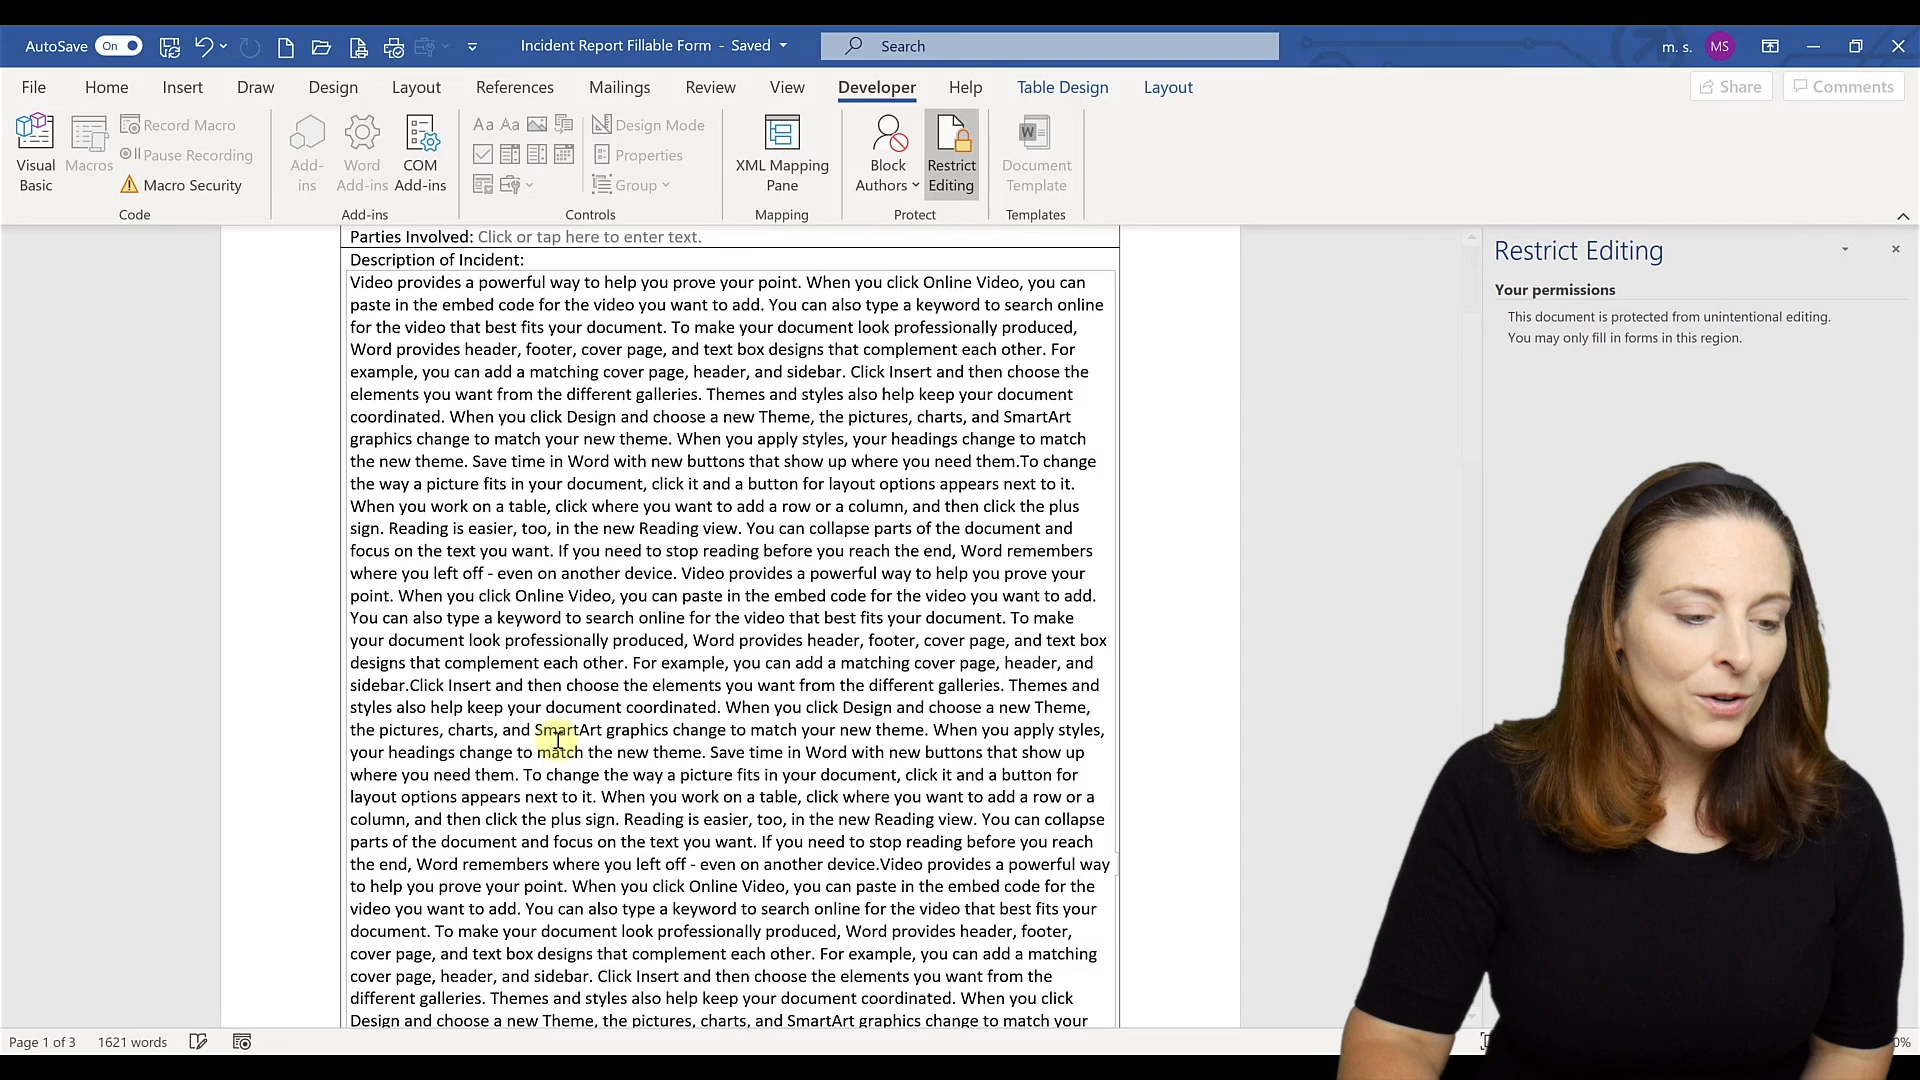 AutoSave On
Incident Report Fillable Form - Saved
Search
m. s. MS
File Home Insert Draw Design Layout References Mailings Review View Developer Help Table Design Layout
Share Comments
Visual Basic
Macros
Record Macro
Pause Recording
Macro Security
Code
Add-ins
Word Add-ins
COM Add-ins
Add-ins
Aa Aa
Design Mode
Properties
Group
Controls
XML Mapping Pane
Mapping
Block Authors
Restrict Editing
Protect
Document Template
Templates
Parties Involved: Click or tap here to enter text.
Description of Incident:
Video provides a powerful way to help you prove your point. When you click Online Video, you can
paste in the embed code for the video you want to add. You can also type a keyword to search online
for the video that best fits your document. To make your document look professionally produced,
Word provides header, footer, cover page, and text box designs that complement each other. For
example, you can add a matching cover page, header, and sidebar. Click Insert and then choose the
elements you want from the different galleries. Themes and styles also help keep your document
coordinated. When you click Design and choose a new Theme, the pictures, charts, and SmartArt
graphics change to match your new theme. When you apply styles, your headings change to match
the new theme. Save time in Word with new buttons that show up where you need them.To change
the way a picture fits in your document, click it and a button for layout options appears next to it.
When you work on a table, click where you want to add a row or a column, and then click the plus
sign. Reading is easier, too, in the new Reading view. You can collapse parts of the document and
focus on the text you want. If you need to stop reading before you reach the end, Word remembers
where you left off - even on another device. Video provides a powerful way to help you prove your
point. When you click Online Video, you can paste in the embed code for the video you want to add.
You can also type a keyword to search online for the video that best fits your document. To make
your document look professionally produced, Word provides header, footer, cover page, and text box
designs that complement each other. For example, you can add a matching cover page, header, and
sidebar.Click Insert and then choose the elements you want from the different galleries. Themes and
styles also help keep your document coordinated. When you click Design and choose a new Theme,
the pictures, charts, and SmartArt graphics change to match your new theme. When you apply styles,
your headings change to match the new theme. Save time in Word with new buttons that show up
where you need them. To change the way a picture fits in your document, click it and a button for
layout options appears next to it. When you work on a table, click where you want to add a row or a
column, and then click the plus sign. Reading is easier, too, in the new Reading view. You can collapse
parts of the document and focus on the text you want. If you need to stop reading before you reach
the end, Word remembers where you left off - even on another device.Video provides a powerful way
to help you prove your point. When you click Online Video, you can paste in the embed code for the
video you want to add. You can also type a keyword to search online for the video that best fits your
document. To make your document look professionally produced, Word provides header, footer,
cover page, and text box designs that complement each other. For example, you can add a matching
cover page, header, and sidebar. Click Insert and then choose the elements you want from the
different galleries. Themes and styles also help keep your document coordinated. When you click
Design and choose a new Theme, the pictures, charts, and SmartArt graphics change to match your
Restrict Editing
Your permissions
This document is protected from unintentional editing.
You may only fill in forms in this region.
Page 1 of 3 1621 words